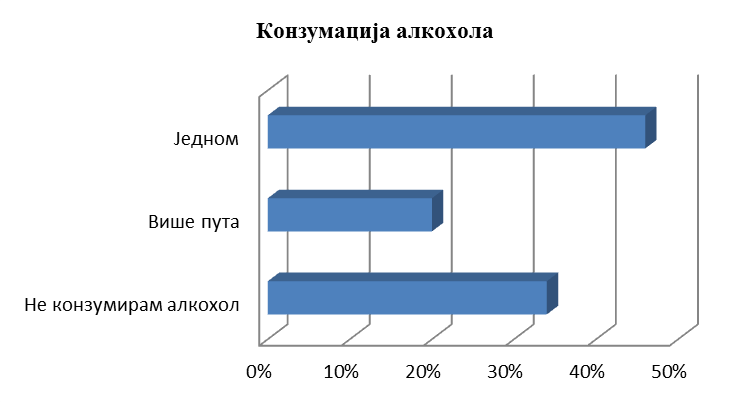 Конзумација алкохола
Једном
Више пута
Не конзумирам алкохол
0% 10% 20% 30% 40% 50%